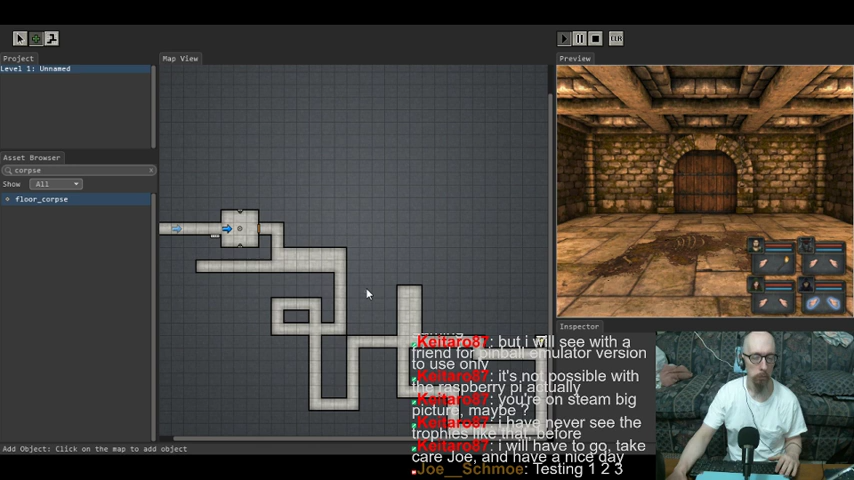 CLR
Project
Map View
Preview
Level 1: Unnamed
Asset Browser
corpse
Show All
floor_corpse
Inspector
Keitaro87: but i will see with a
friend for pinball emulator version
to use only
Keitaro87: it's not possible with
the raspberry pi actually
Keitaro87: you're on steam big
picture, maybe ?
Keitaro87: i have never see the
trophies like that, before
Keitaro87: i will have to go, take
care Joe, and have a nice day
Joe__Schmoe: Testing 1 2 3
Add Object: Click on the map to add object